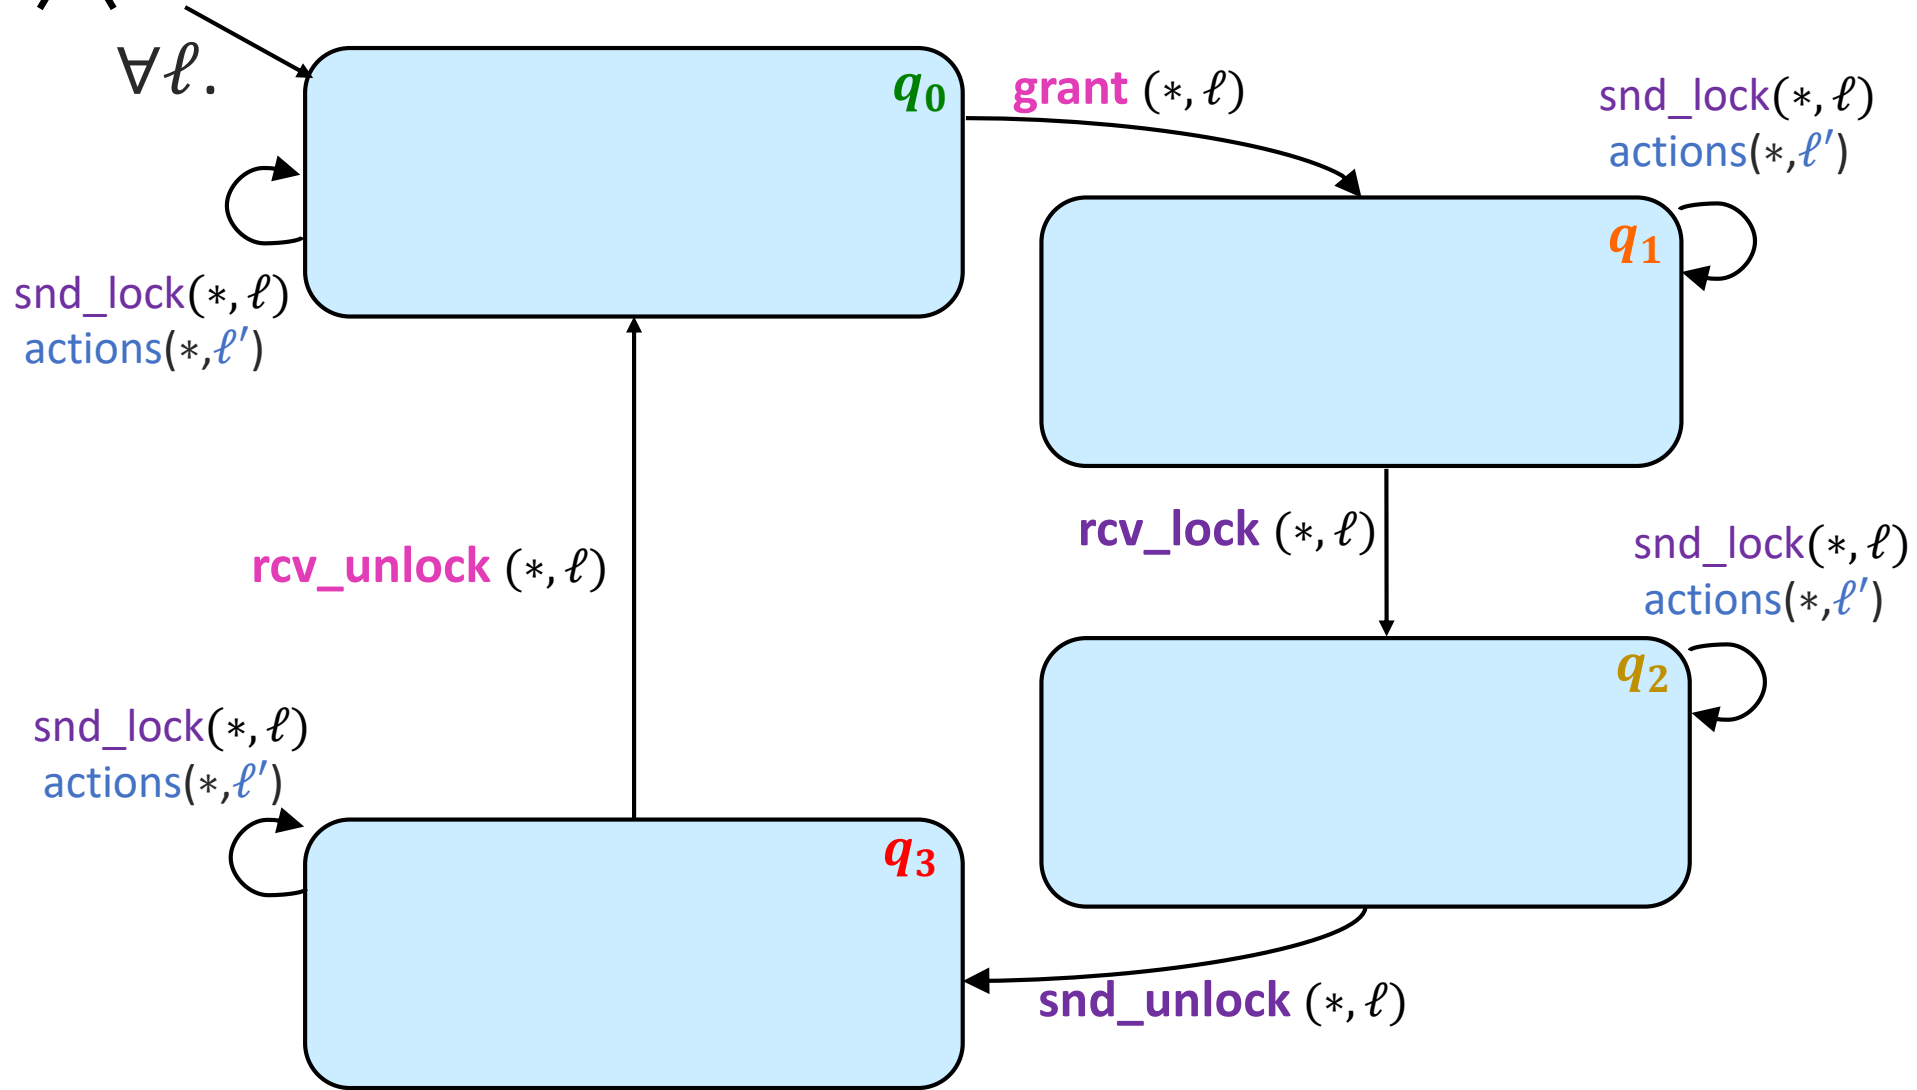 ∀ℓ.
q₀
grant (∗, ℓ)
snd_lock(∗, ℓ)
actions(∗,ℓ′)
snd_lock(∗, ℓ)
actions(∗,ℓ′)
q₁
rcv_lock (∗, ℓ)
rcv_unlock (∗, ℓ)
snd_lock(∗, ℓ)
actions(∗,ℓ′)
q₂
snd_lock(∗, ℓ)
actions(∗,ℓ′)
q₃
snd_unlock (∗, ℓ)